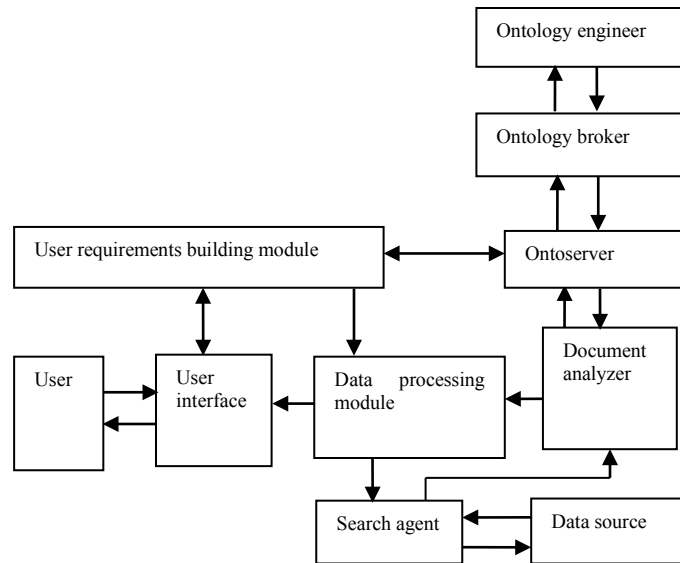 Ontology engineer
Ontology broker
User requirements building module
Ontoserver
User
User
interface
Data processing
module
Document
analyzer
Search agent
Data source